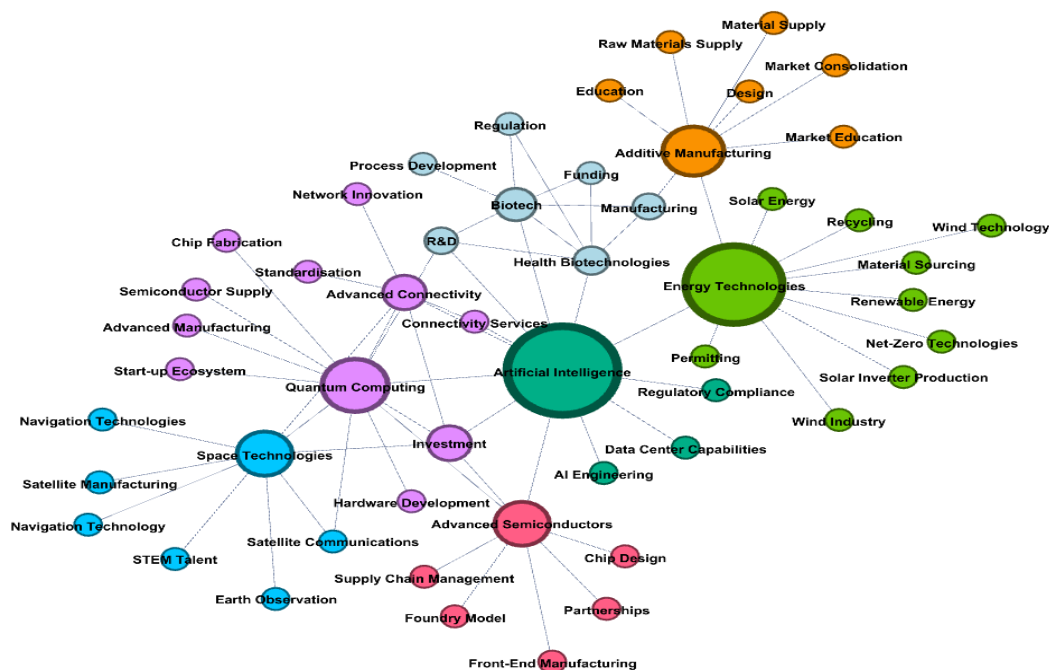 Material Supply
Raw Materials Supply
Market Consolidation
Education
Design
Regulation
Market Education
Additive Manufacturing
Process Development
Funding
Network Innovation
Biotech
Manufacturing
Solar Energy
Recycling
Wind Technology
Chip Fabrication
R&D
Standardisation
Health Biotechnologies
Material Sourcing
Semiconductor Supply
Advanced Connectivity
Energy Technologies
Renewable Energy
Advanced Manufacturing
Connectivity Services
Net-Zero Technologies
Permitting
Start-up Ecosystem
Quantum Computing
Artificial Intelligence
Solar Inverter Production
Regulatory Compliance
Navigation Technologies
Wind Industry
Space Technologies
Investment
Data Center Capabilities
AI Engineering
Satellite Manufacturing
Hardware Development
Navigation Technology
Advanced Semiconductors
Satellite Communications
STEM Talent
Chip Design
Supply Chain Management
Earth Observation
Foundry Model
Partnerships
Front-End Manufacturing